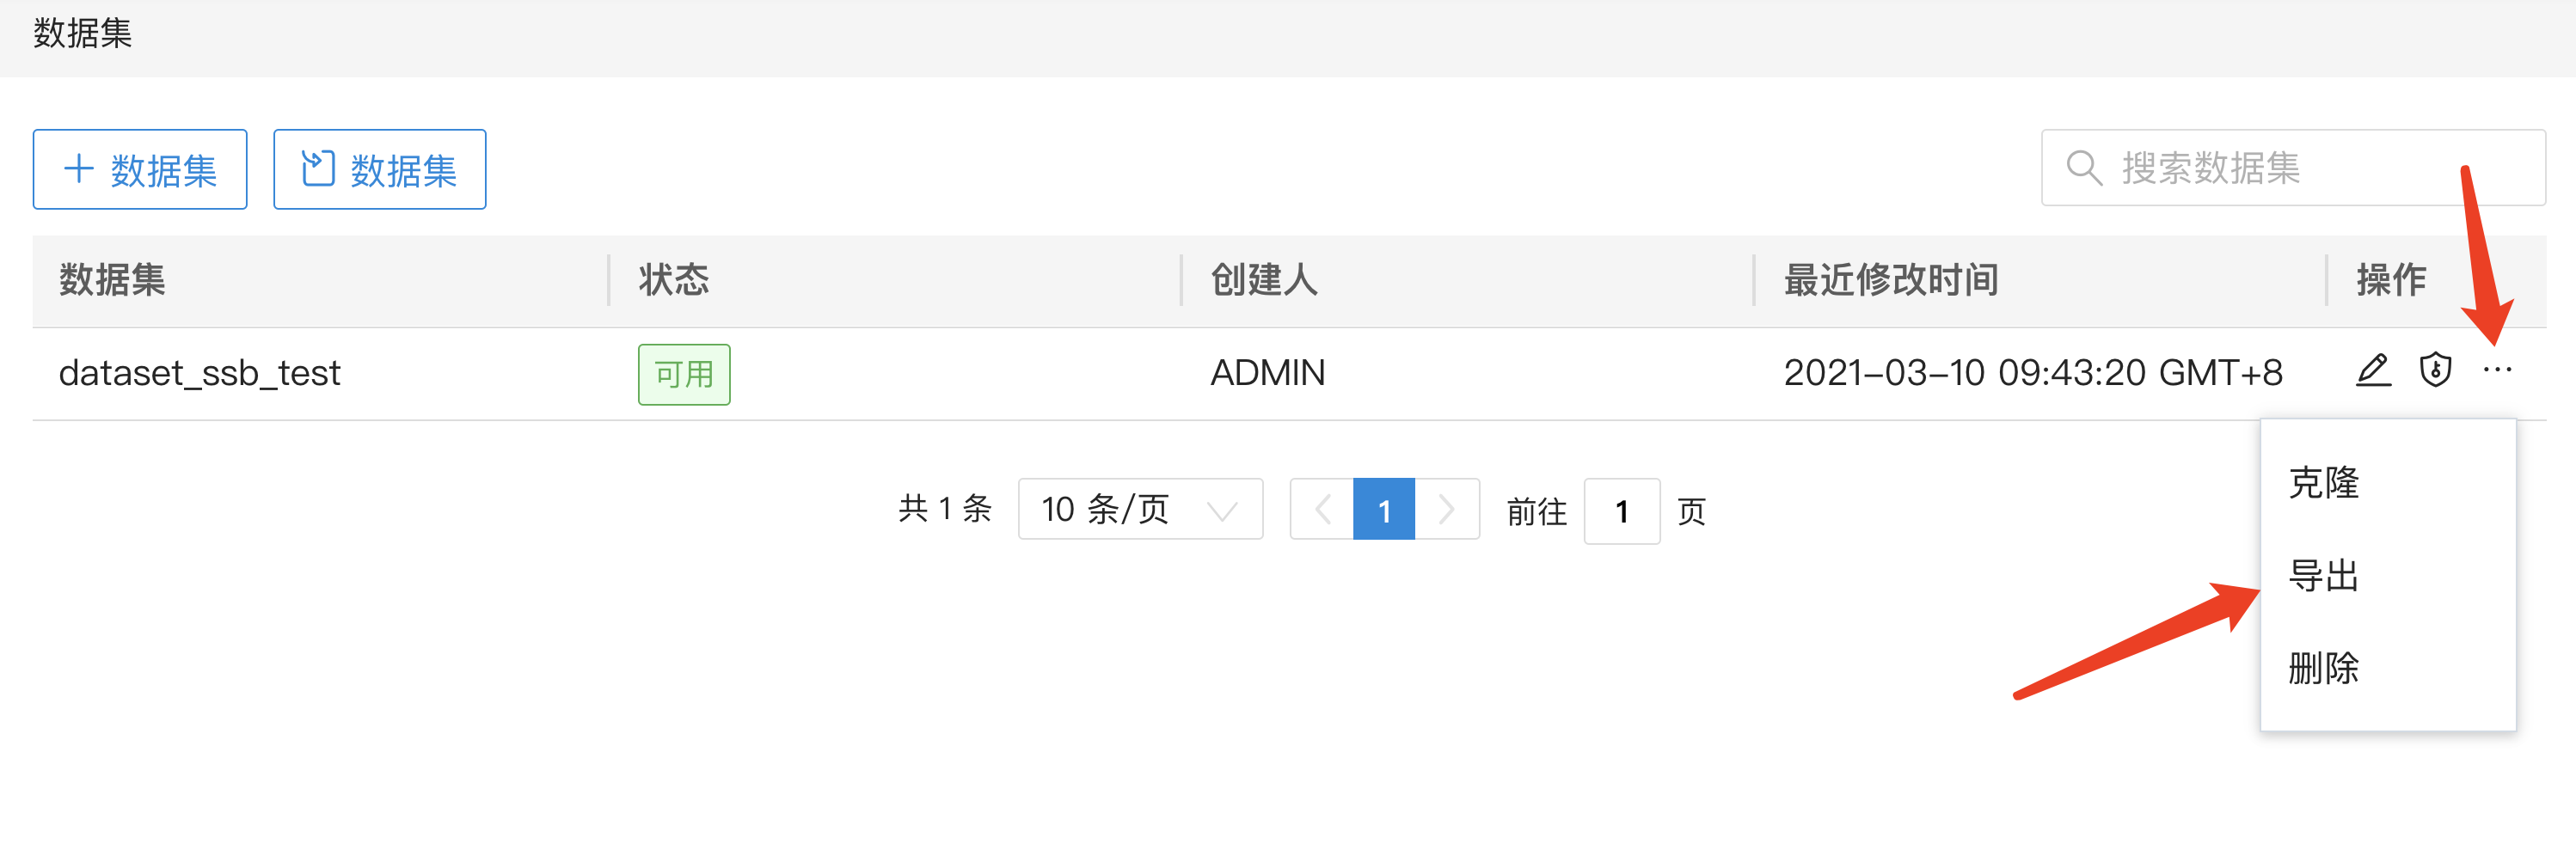 数据集
数据集 数据集 搜索数据集
数据集 状态 创建人 最近修改时间 操作
dataset_ssb_test 可用 ADMIN 2021-03-10 09:43:20 GMT+8 ...
共 1 条 10 条/页 1 前往 1 页
克隆
导出
删除